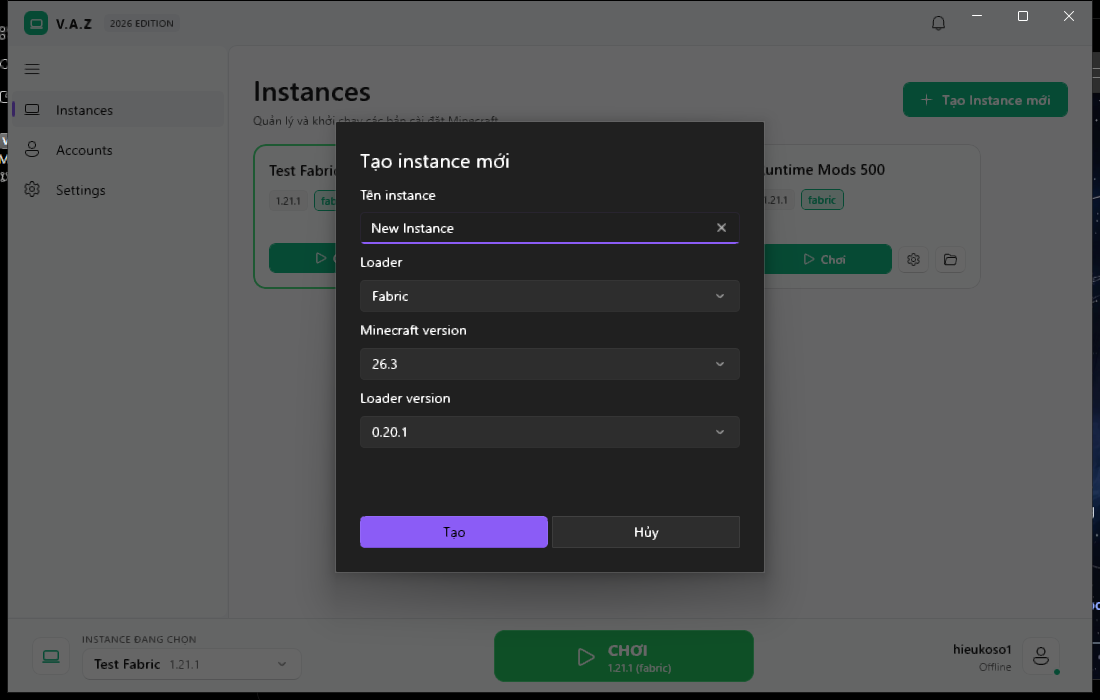 V.A.Z 2026 EDITION
Instances
Accounts
Settings
Instances
Tạo Instance mới
Quản lý và khởi chạy các bản cài đặt Minecraft
Test Fabri
1.21.1 fab
untime Mods 500
.21.1 fabric
Chơi
Tạo instance mới
Tên instance
New Instance
Loader
Fabric
Minecraft version
26.3
Loader version
0.20.1
Tạo
Hủy
INSTANCE ĐANG CHỌN
Test Fabric 1.21.1
CHƠI
1.21.1 (fabric)
hieukoso1
Offline